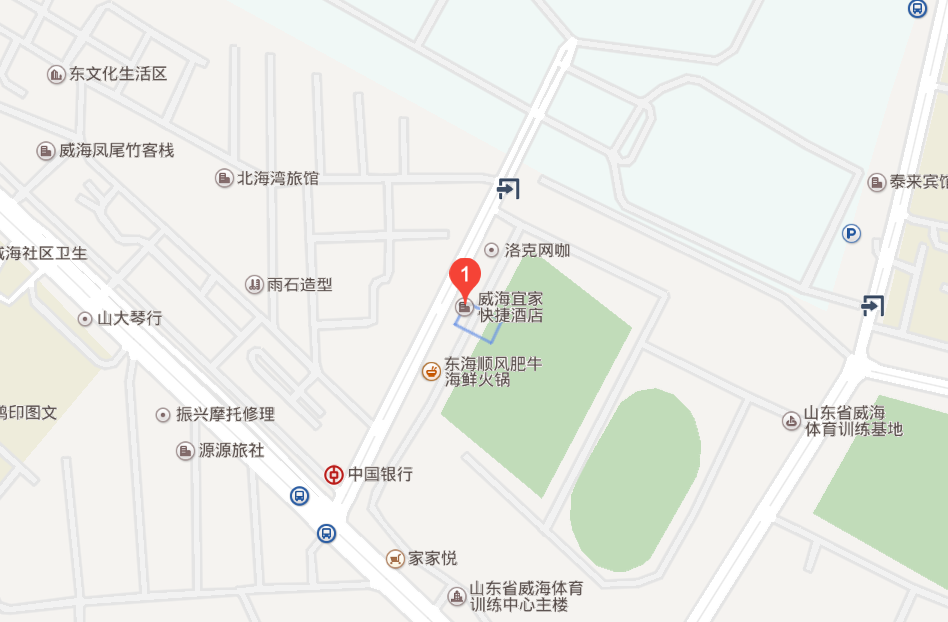 东文化生活区
威海凤尾竹客栈
北海湾旅馆
泰来宾馆
P
洛克网咖
威海社区卫生
1
雨石造型
威海宜家
快捷酒店
山大琴行
东海顺风肥牛
海鲜火锅
印图文
振兴摩托修理
山东省威海
体育训练基地
源源旅社
中国银行
家家悦
山东省威海体育
训练中心主楼